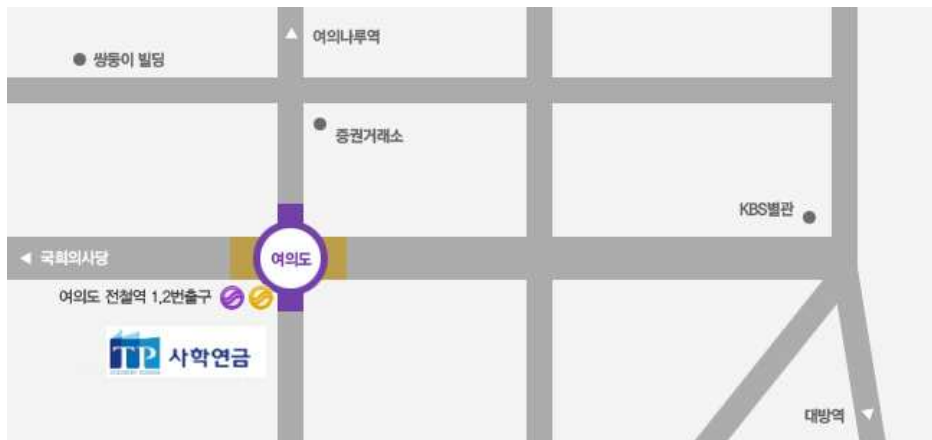 여의나루역
쌍둥이 빌딩
증권거래소
KBS별관
국회의사당
여의도
여의도 전철역 1,2번출구
TP 사학연금
대방역